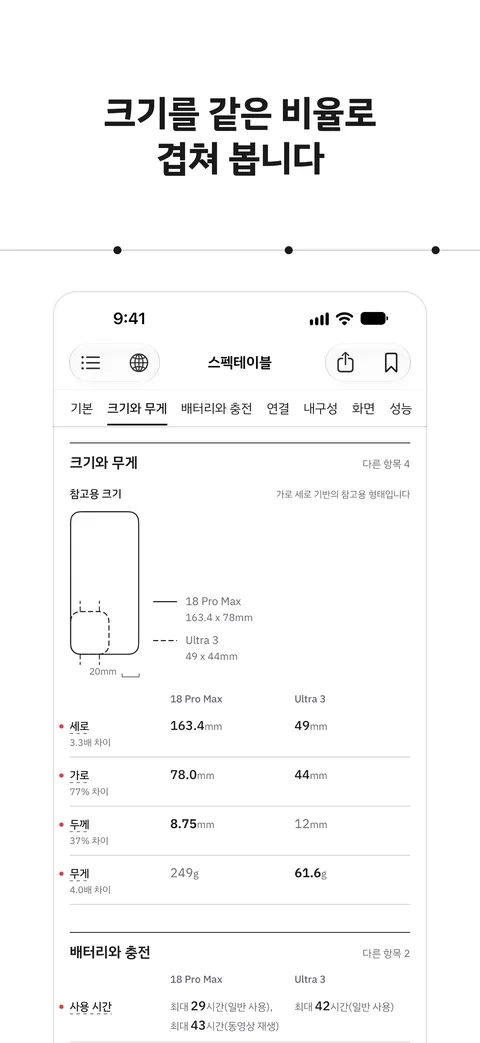 크기를 같은 비율로
겹쳐 봅니다
9:41
스펙테이블
기본 크기와 무게 배터리와 충전 연결 내구성 화면 성능
크기와 무게 다른 항목 4
참고용 크기 가로 세로 기반의 참고용 형태입니다
18 Pro Max
163.4 x 78mm
Ultra 3
49 x 44mm
20mm
18 Pro Max Ultra 3
세로 163.4mm 49mm
3.3배 차이
가로 78.0mm 44mm
77% 차이
두께 8.75mm 12mm
37% 차이
무게 249g 61.6g
4.0배 차이
배터리와 충전 다른 항목 2
18 Pro Max Ultra 3
사용 시간 최대 29시간(일반 사용), 최대 42시간(일반 사용)
최대 43시간(동영상 재생)